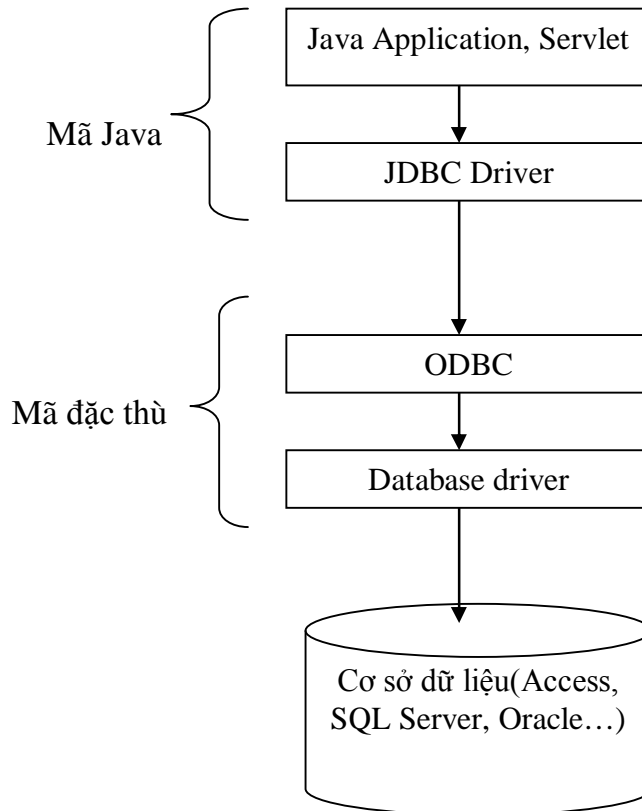 Java Application, Servlet
Mã Java
JDBC Driver
ODBC
Mã đặc thù
Database driver
Cơ sở dữ liệu(Access,
SQL Server, Oracle…)